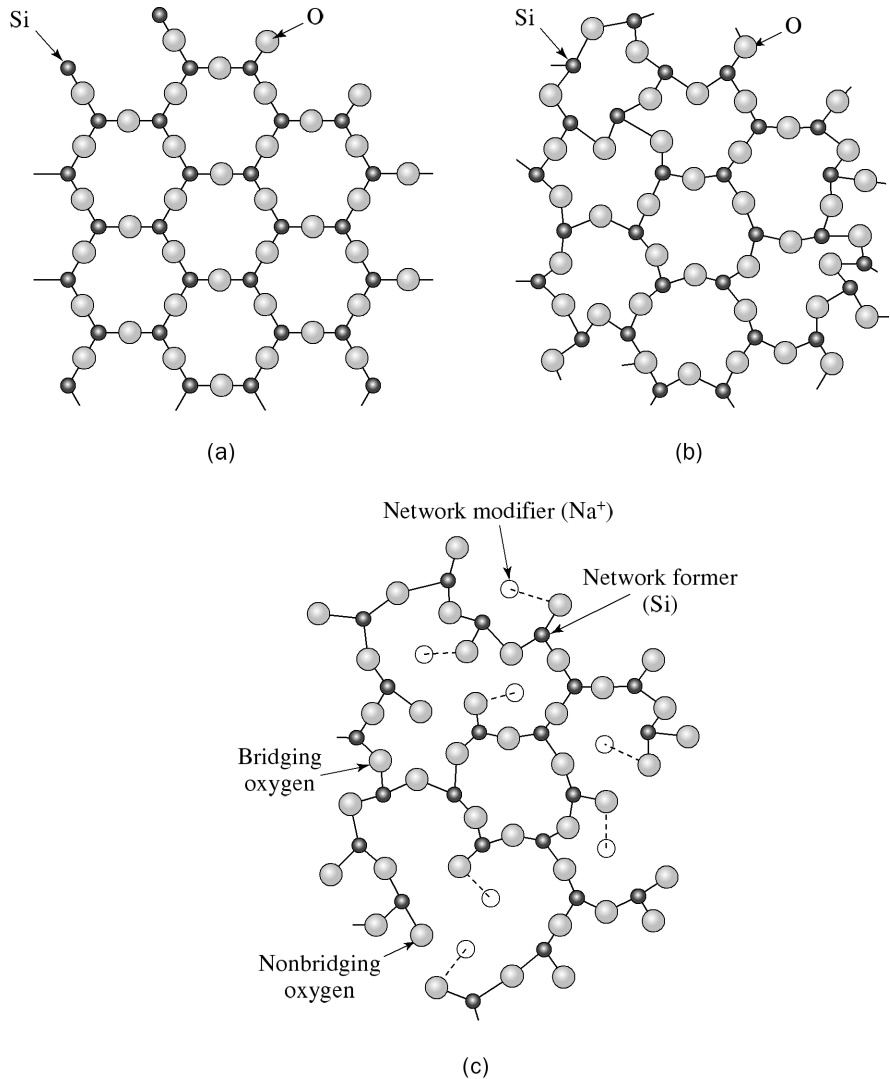 Si
O
Si
O
(a)
(b)
Network modifier (Na⁺)
Network former
(Si)
Bridging
oxygen
Nonbridging
oxygen
(c)